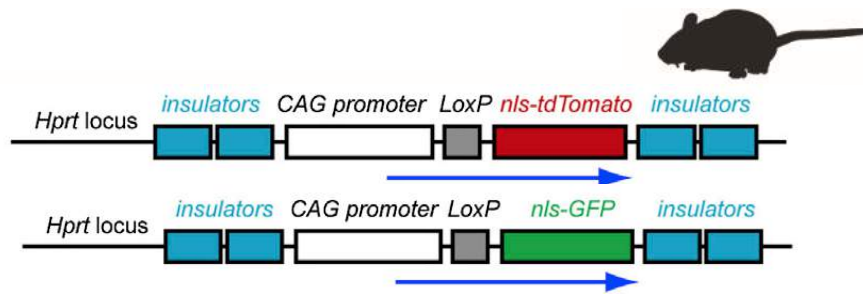 insulators CAG promoter LoxP nls-tdTomato insulators
Hprt locus
insulators CAG promoter LoxP nls-GFP insulators
Hprt locus